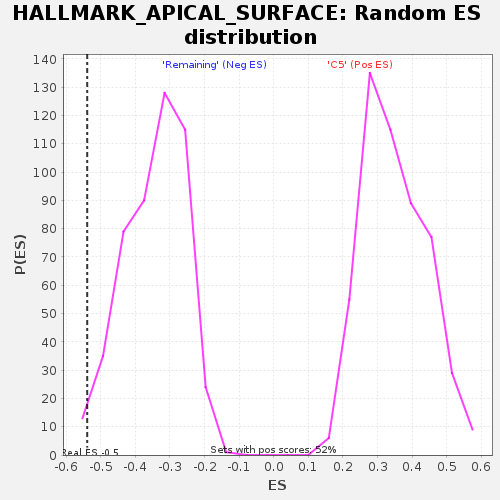 HALLMARK_APICAL_SURFACE: Random ES
distribution
'Remaining' (Neg ES)
'C5' (Pos ES)
P(ES)
140
130
120
110
100
90
80
70
60
50
40
30
20
10
0
Real ES -0.5
Sets with pos scores: 52%
-0.6 -0.5 -0.4 -0.3 -0.2 -0.1 0.0 0.1 0.2 0.3 0.4 0.5 0.6
ES